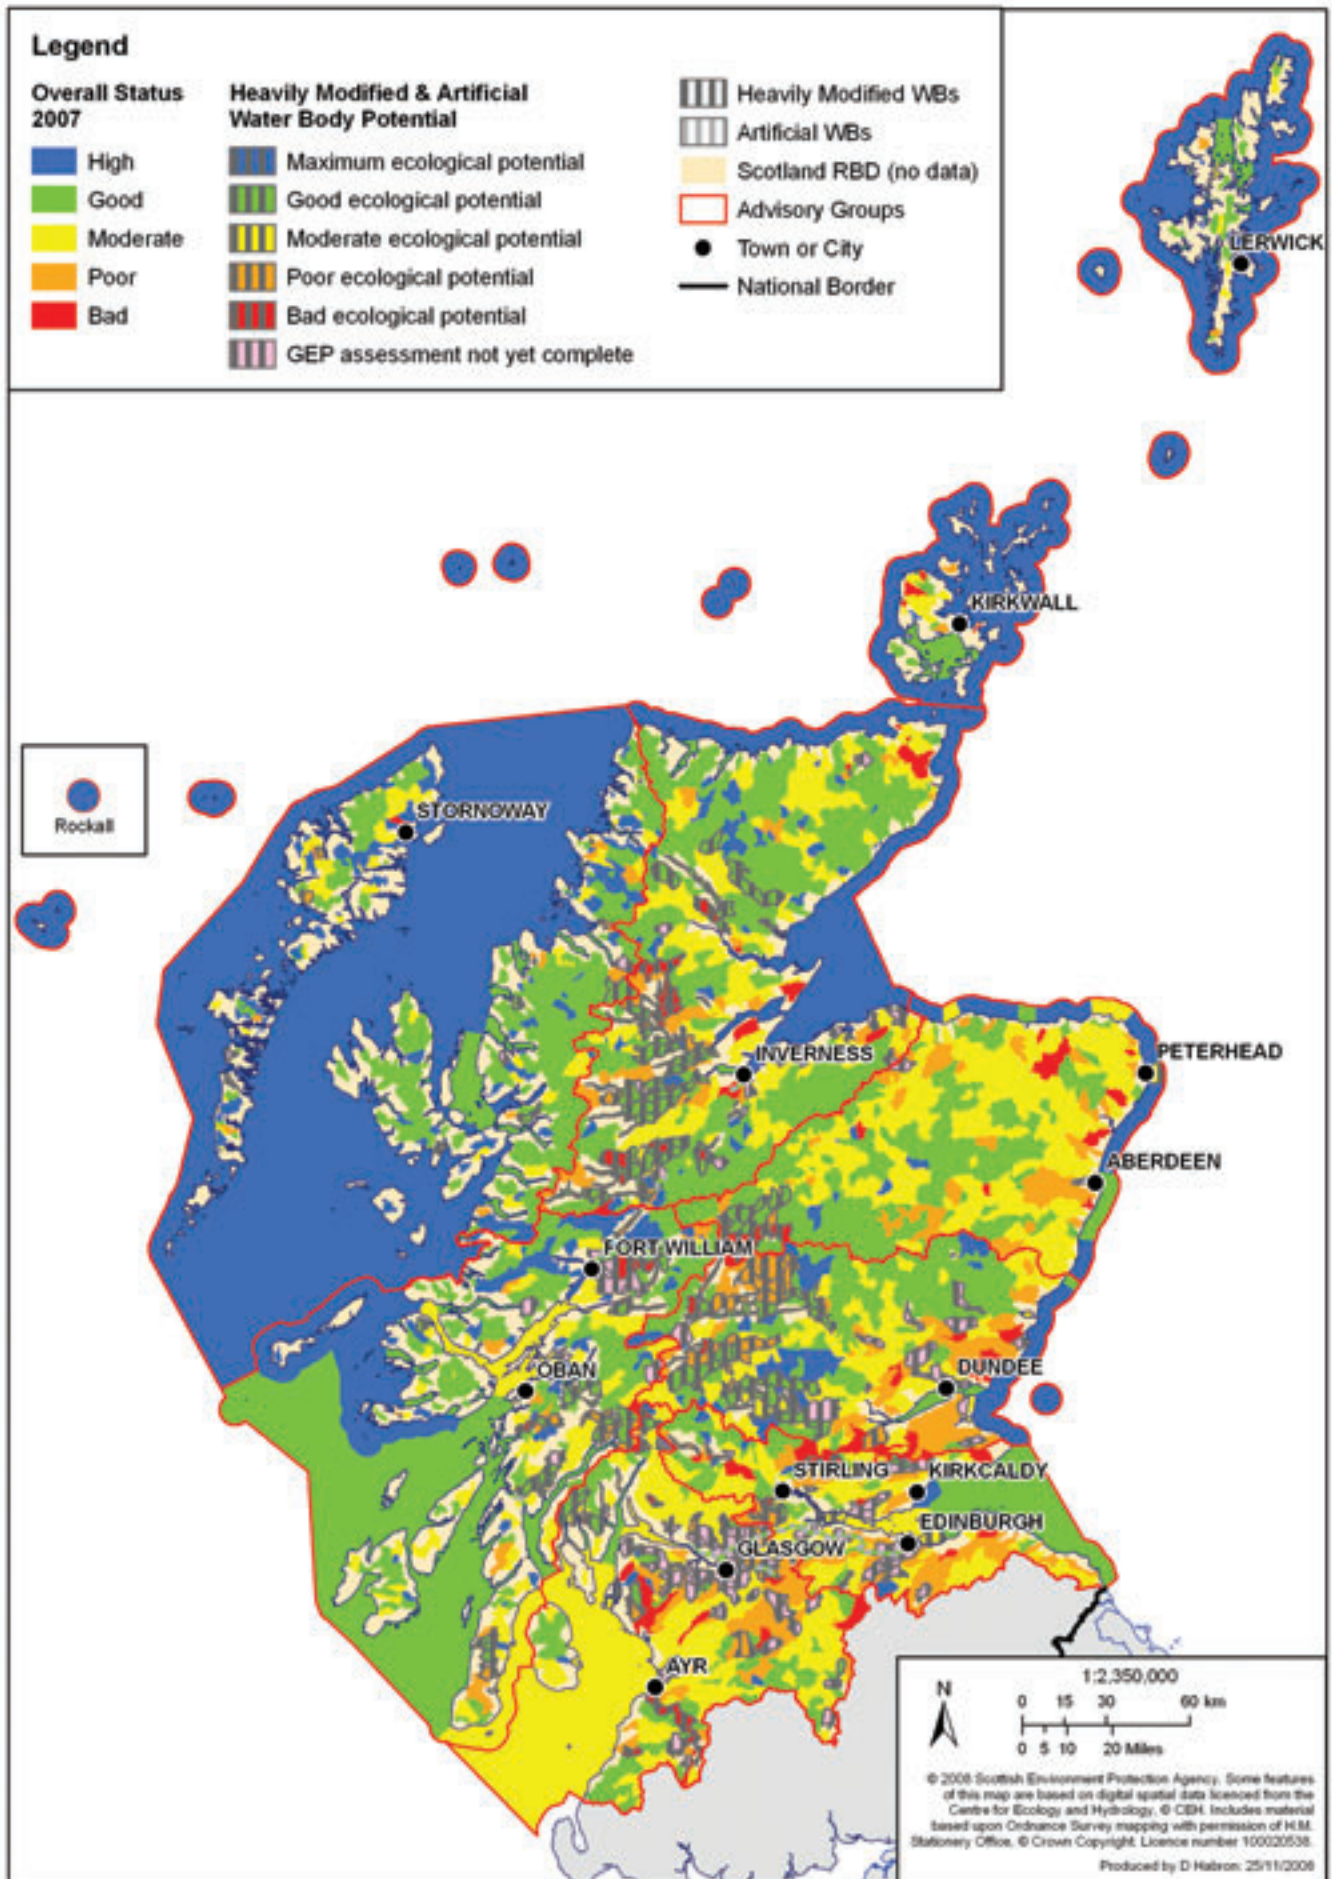 Legend
Overall Status
2007
High
Good
Moderate
Poor
Bad
Heavily Modified & Artificial
Water Body Potential
Maximum ecological potential
Good ecological potential
Moderate ecological potential
Poor ecological potential
Bad ecological potential
GEP assessment not yet complete
Heavily Modified WBs
Artificial WBs
Scotland RBD (no data)
Advisory Groups
Town or City
National Border
LERWICK
KIRKWALL
STORNOWAY
Rockall
INVERNESS
PETERHEAD
ABERDEEN
FORT WILLIAM
OBAN
DUNDEE
STIRLING
KIRKCALDY
EDINBURGH
GLASGOW
AYR
N
1:2,350,000
0 15 30 60 km
0 5 10 20 Miles
© 2008 Scottish Environment Protection Agency. Some features
of this map are based on digital spatial data licenced from the
Centre for Ecology and Hydrology, © CEH. Includes material
based upon Ordnance Survey mapping with permission of H.M.
Stationery Office, © Crown Copyright. Licence number 100020538.
Produced by D Habron: 25/11/2008